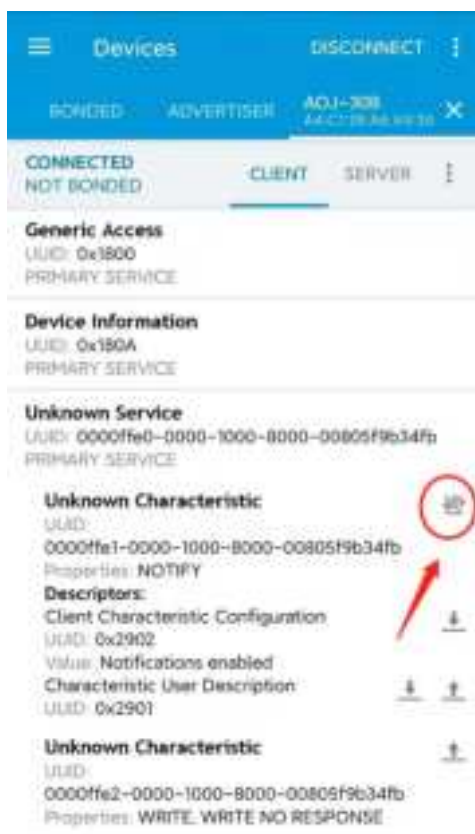 Devices DISCONNECT
BONDED ADVERTISER AOJ-30B
CONNECTED
NOT BONDED
CLIENT SERVER
Generic Access
UUID: 0x1800
PRIMARY SERVICE
Device Information
UUID: 0x180A
PRIMARY SERVICE
Unknown Service
UUID: 0000ffe0-0000-1000-8000-00805f9b34fb
PRIMARY SERVICE
Unknown Characteristic
UUID:
0000ffe1-0000-1000-8000-00805f9b34fb
Properties: NOTIFY
Descriptors:
Client Characteristic Configuration
UUID: 0x2902
Value: Notifications enabled
Characteristic User Description
UUID: 0x2901
Unknown Characteristic
UUID:
0000ffe2-0000-1000-8000-00805f9b34fb
Properties: WRITE, WRITE NO RESPONSE